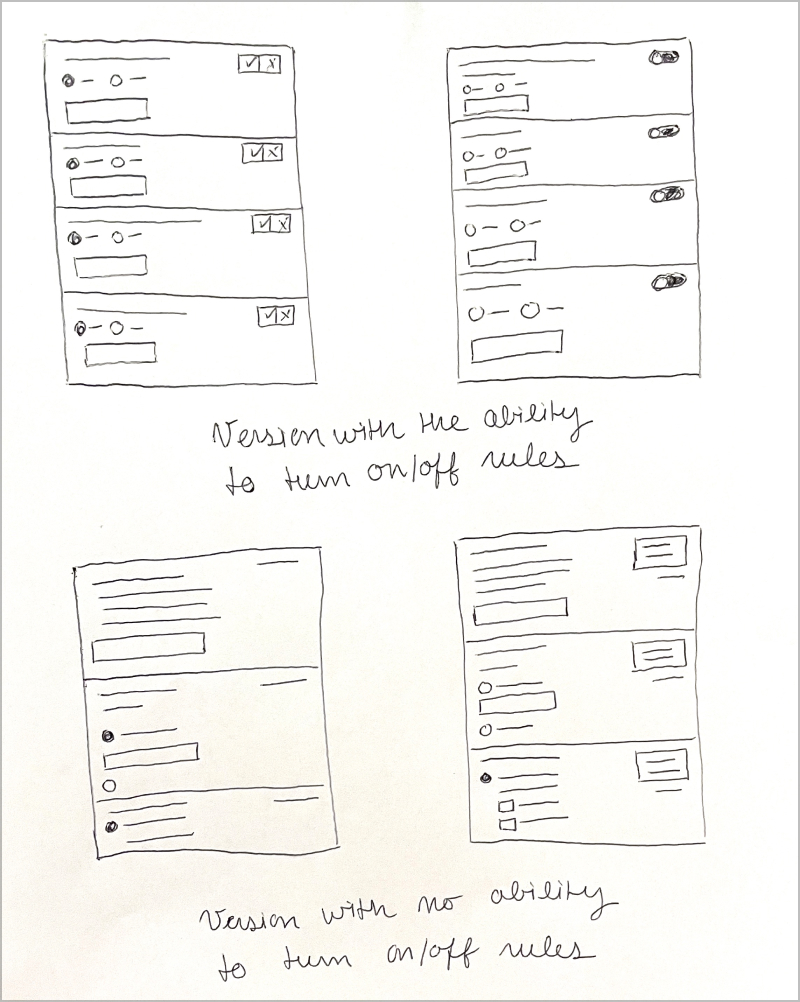 Version with the ability
to turn on/off rules
Version with no ability
to turn on/off rules